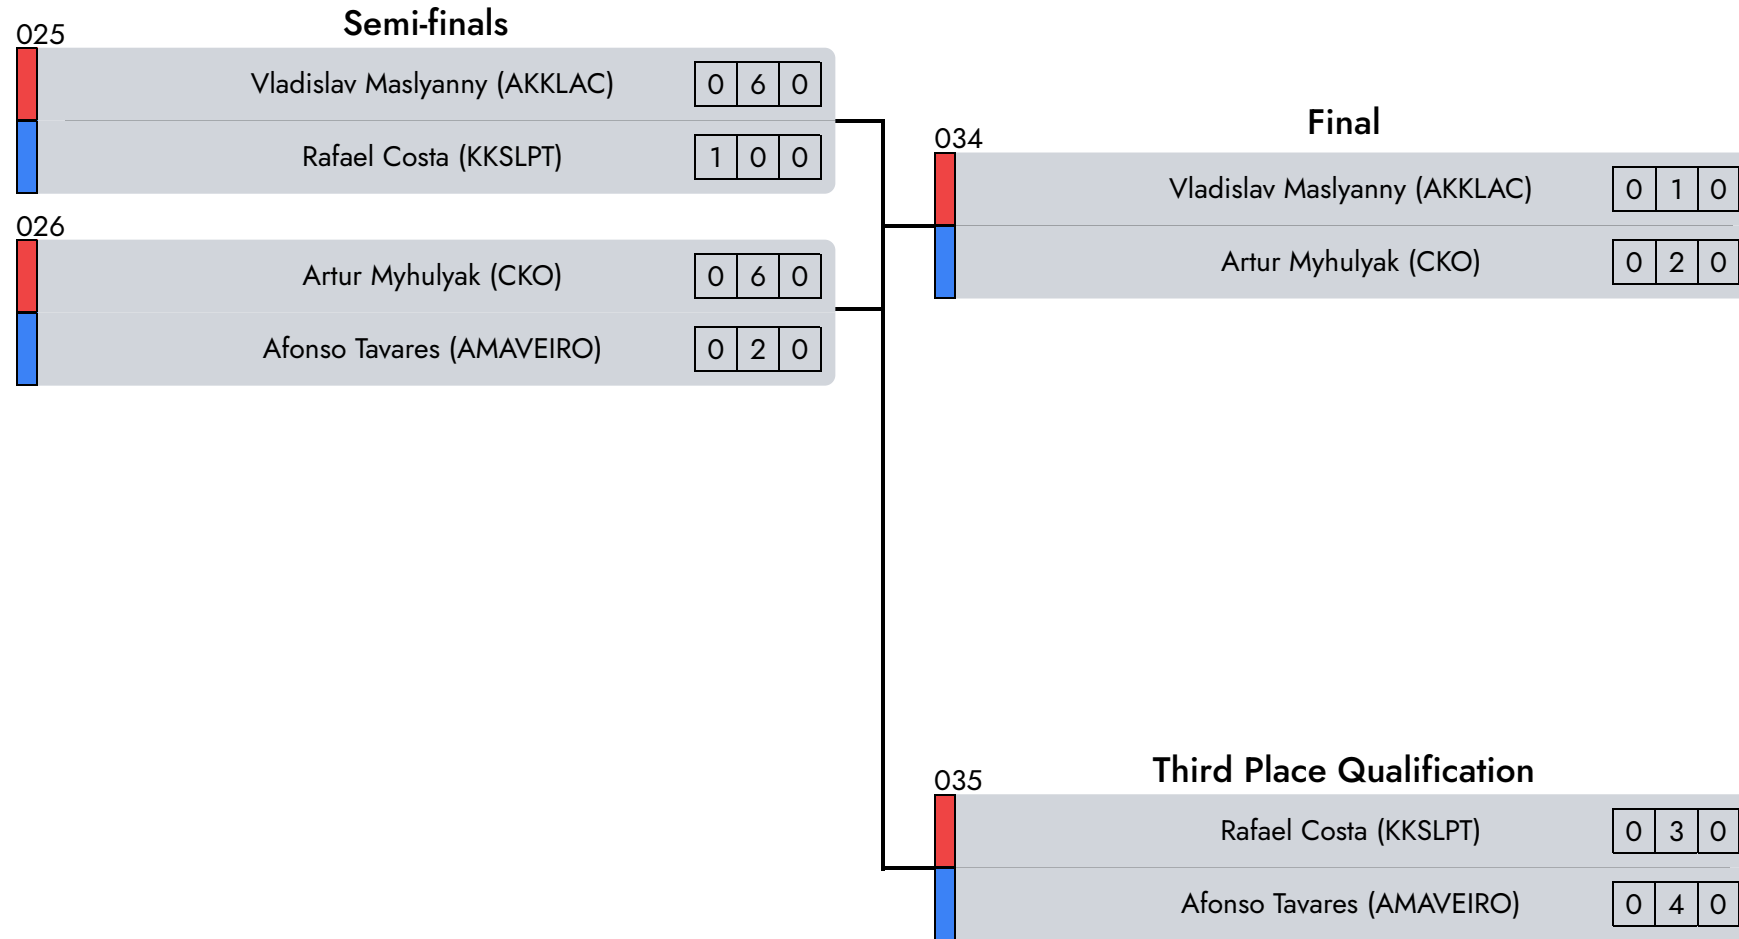 Semi-finals
025
Vladislav Maslyanny (AKKLAC) 0 6 0
Rafael Costa (KKSLPT) 1 0 0
026
Artur Myhulyak (CKO) 0 6 0
Afonso Tavares (AMAVEIRO) 0 2 0
Final
034
Vladislav Maslyanny (AKKLAC) 0 1 0
Artur Myhulyak (CKO) 0 2 0
Third Place Qualification
035
Rafael Costa (KKSLPT) 0 3 0
Afonso Tavares (AMAVEIRO) 0 4 0